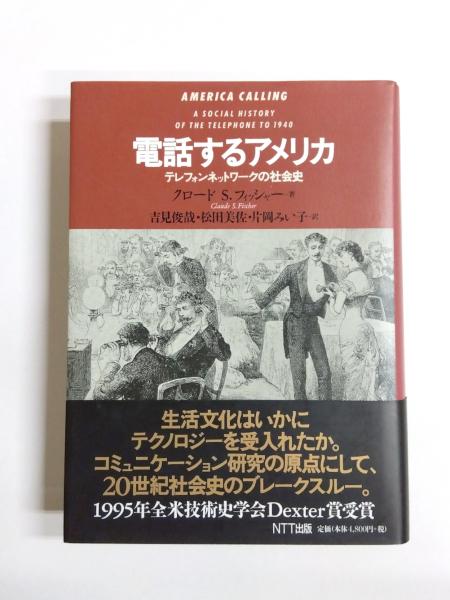 AMERICA CALLING
A SOCIAL HISTORY
OF THE TELEPHONE TO 1940
電話するアメリカ
テレフォンネットワークの社会史
クロード S.フィッシャー 著
Claude S. Fischer
吉見俊哉・松田美佐・片岡みい子 訳
生活文化はいかに
テクノロジーを受入れたか。
コミュニケーション研究の原点にして、
20世紀社会史のブレークスルー。
1995年全米技術史学会Dexter賞受賞
NTT出版 定価(本体4,800円+税)